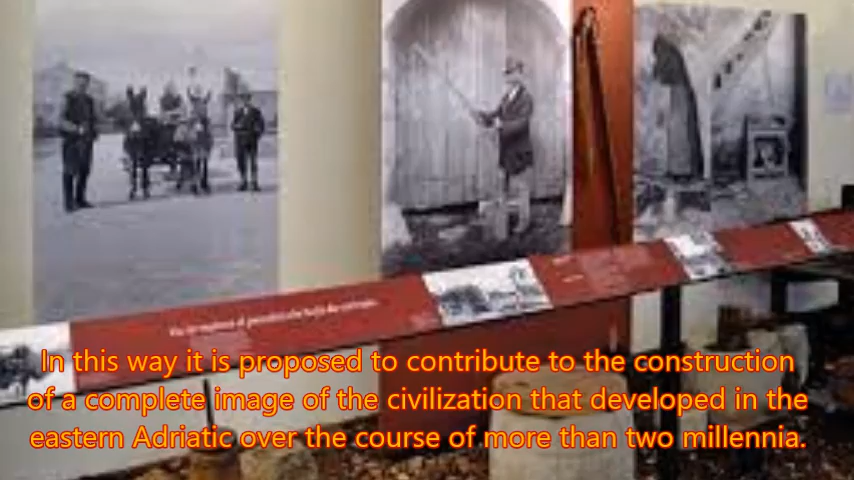 In this way it is proposed to contribute to the construction
of a complete image of the civilization that developed in the
eastern Adriatic over the course of more than two millennia.